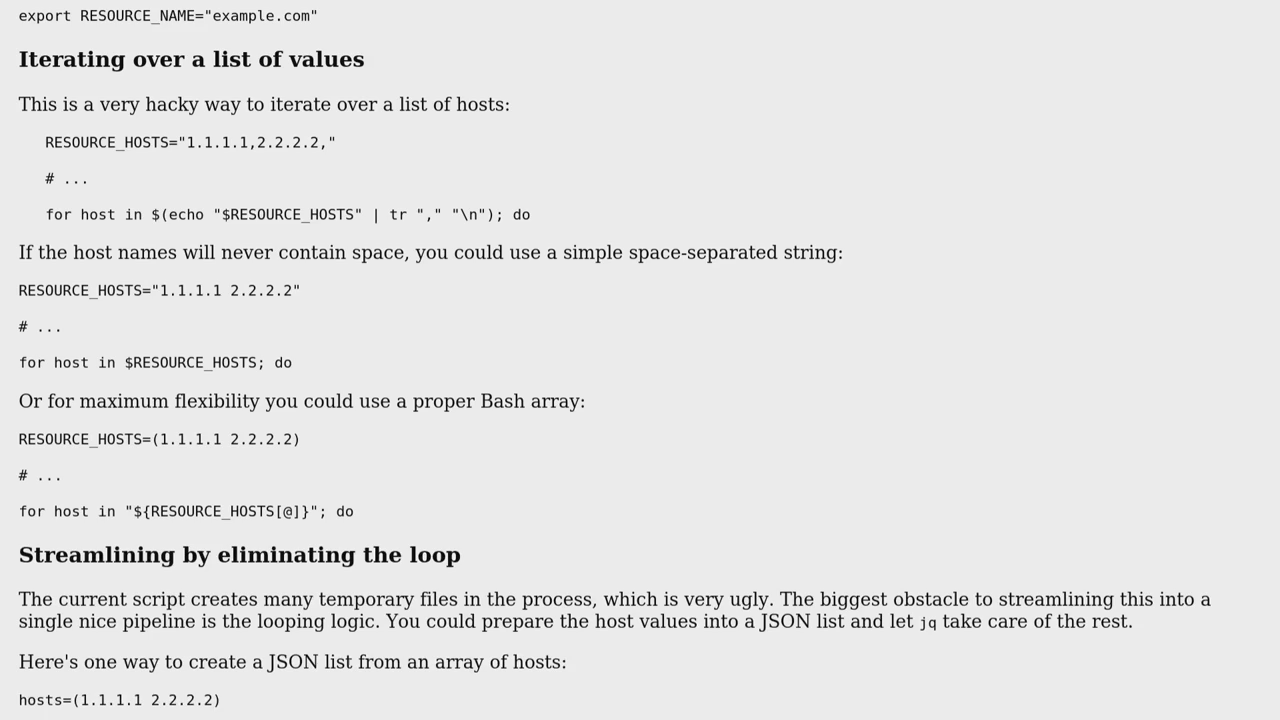 export RESOURCE_NAME="example.com"
Iterating over a list of values
This is a very hacky way to iterate over a list of hosts:
RESOURCE_HOSTS="1.1.1.1,2.2.2.2,"
# ...
for host in $(echo "$RESOURCE_HOSTS" | tr "," "\n"); do
If the host names will never contain space, you could use a simple space-separated string:
RESOURCE_HOSTS="1.1.1.1 2.2.2.2"
# ...
for host in $RESOURCE_HOSTS; do
Or for maximum flexibility you could use a proper Bash array:
RESOURCE_HOSTS=(1.1.1.1 2.2.2.2)
# ...
for host in "${RESOURCE_HOSTS[@]}"; do
Streamlining by eliminating the loop
The current script creates many temporary files in the process, which is very ugly. The biggest obstacle to streamlining this into a
single nice pipeline is the looping logic. You could prepare the host values into a JSON list and let jq take care of the rest.
Here's one way to create a JSON list from an array of hosts:
hosts=(1.1.1.1 2.2.2.2)